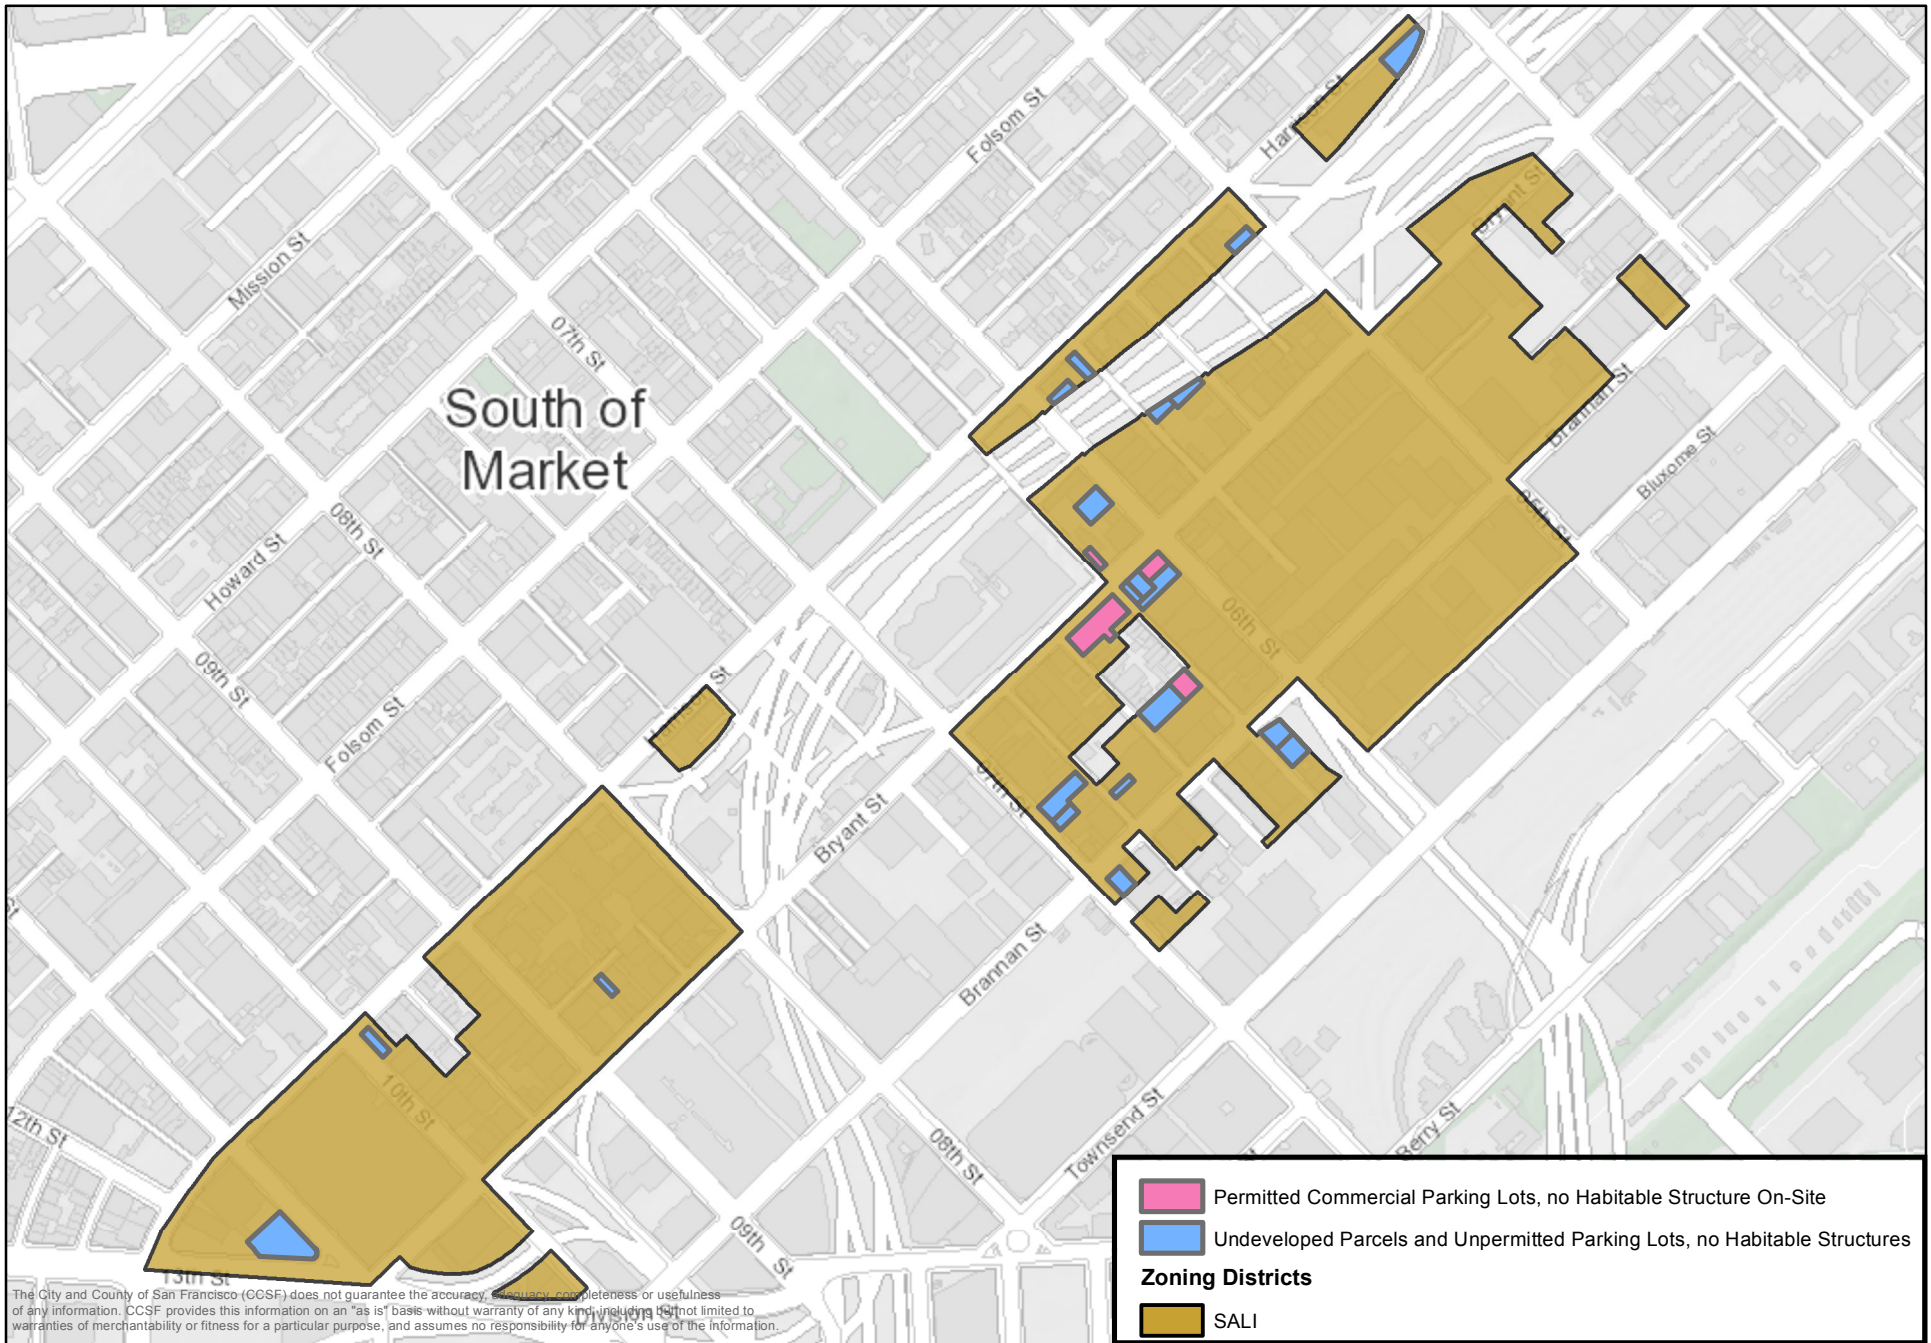 Folsom St
Harrison St
Bryant St
Mission St
07th St
South of
Market
Brannan St
Bluxome St
05th St
08th St
Howard St
06th St
09th St
Harrison St
Folsom St
07th St
Bryant St
Brannan St
10th St
12th St
Townsend St
Berry St
08th St
09th St
13th St
Division St
The City and County of San Francisco (CCSF) does not guarantee the accuracy, adequacy, completeness or usefulness
of any information. CCSF provides this information on an "as is" basis without warranty of any kind, including but not limited to
warranties of merchantability or fitness for a particular purpose, and assumes no responsibility for anyone's use of the information.
Permitted Commercial Parking Lots, no Habitable Structure On-Site
Undeveloped Parcels and Unpermitted Parking Lots, no Habitable Structures
Zoning Districts
SALI